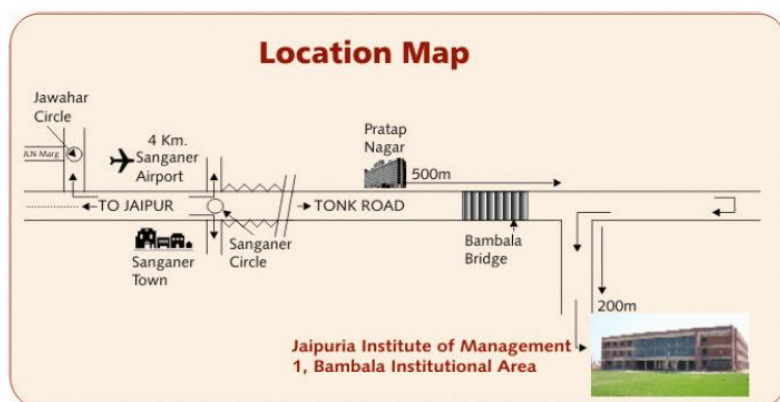 Location Map
Jawahar
Circle
JLN Marg
4 Km.
Sanganer
Airport
Pratap
Nagar
500m
TO JAIPUR
TONK ROAD
Sanganer
Town
Sanganer
Circle
Bambala
Bridge
200m
Jaipuria Institute of Management
1, Bambala Institutional Area